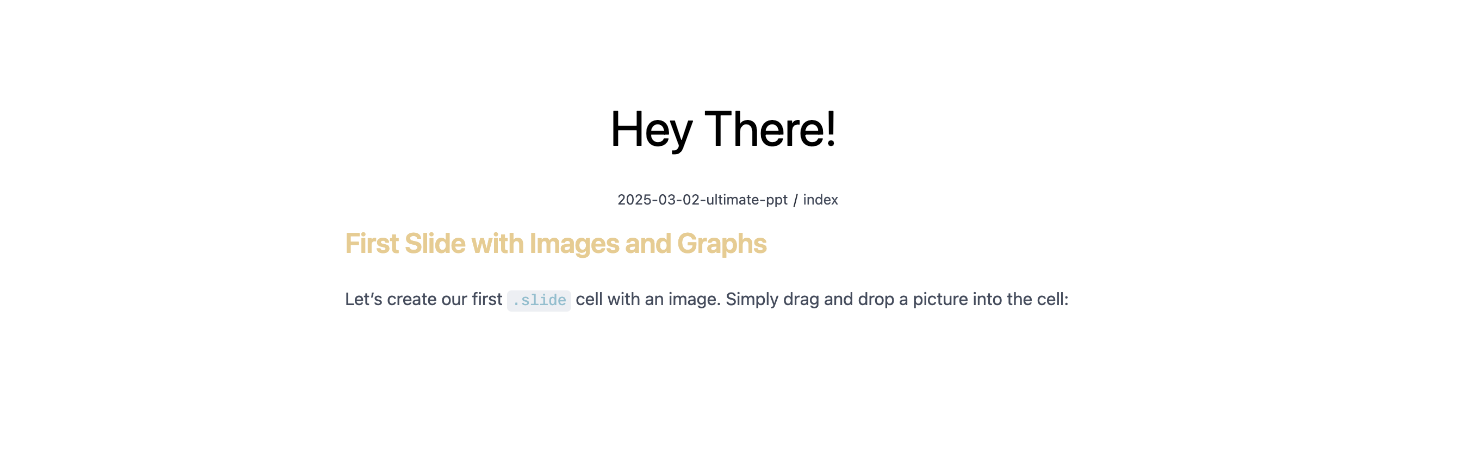 Hey There!
2025-03-02-ultimate-ppt / index
First Slide with Images and Graphs
Let’s create our first .slide cell with an image. Simply drag and drop a picture into the cell: